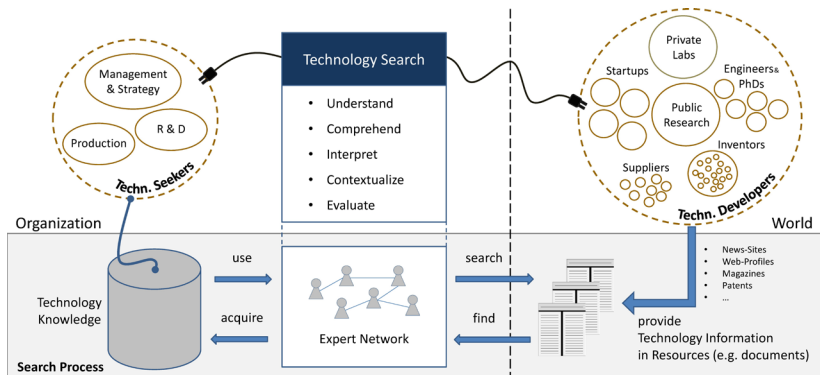 Technology Search
• Understand
• Comprehend
• Interpret
• Contextualize
• Evaluate
Management
& Strategy
Production
R & D
Techn. Seekers
Private
Labs
Startups
Engineers&
PhDs
Public
Research
Inventors
Suppliers
Techn. Developers
Organization
World
Technology
Knowledge
use
acquire
Expert Network
search
find
• News-Sites
• Web-Profiles
• Magazines
• Patents
• ...
provide
Technology Information
in Resources (e.g. documents)
Search Process